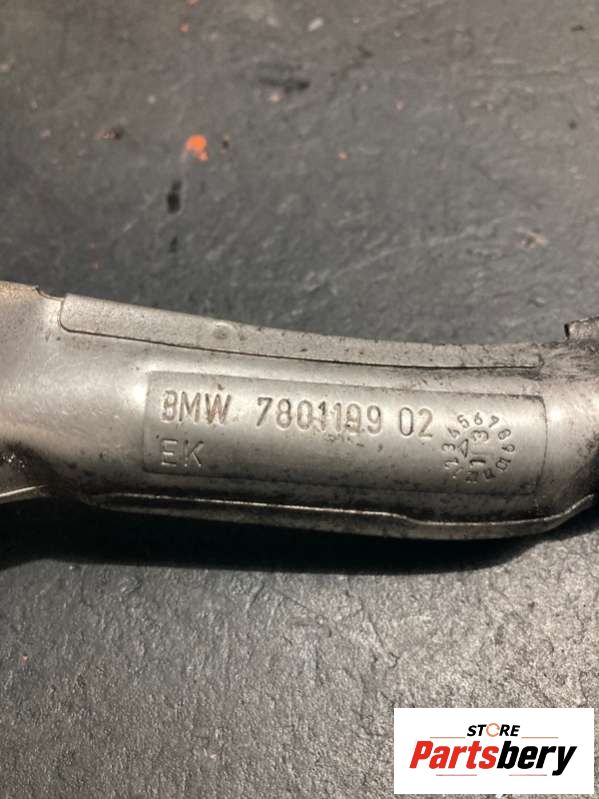 BMW 7801199 02
EK
STORE
Partsbery